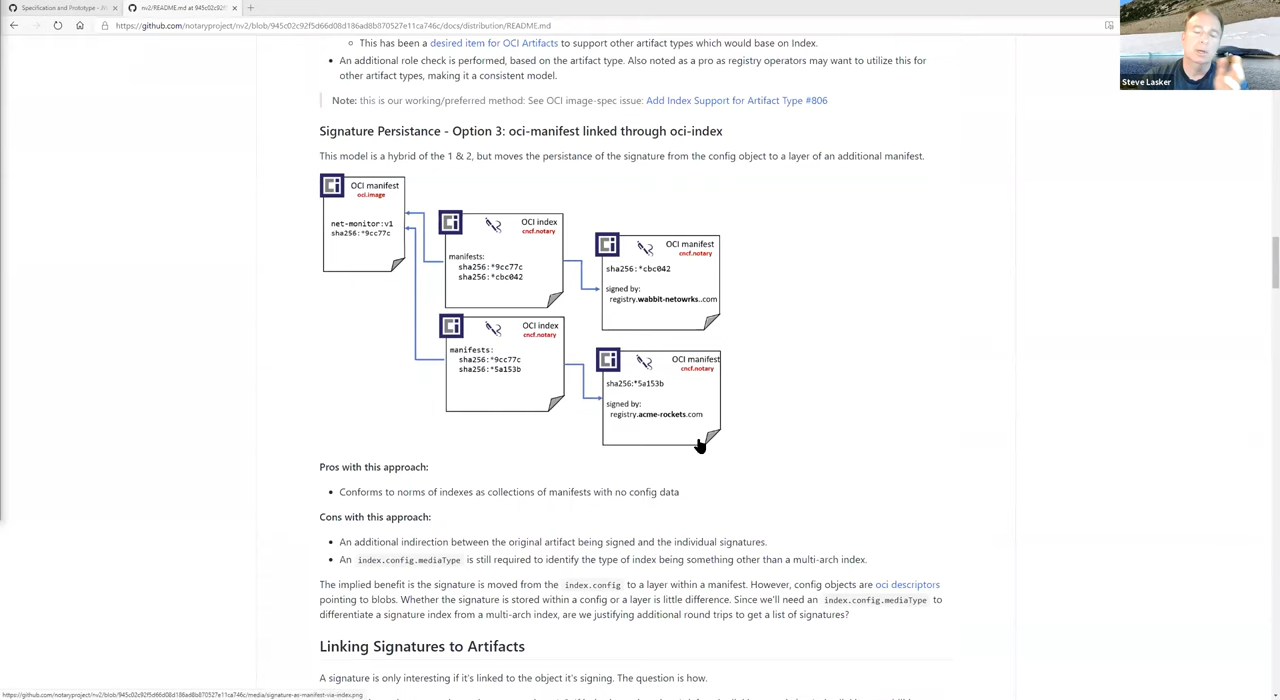 Specification and Prototype - ×
nv2/README.md at 945c02c92f ×
https://github.com/notaryproject/nv2/blob/945c02c92f5d66d08d186ad8b870527e11ca746c/docs/distribution/README.md
Steve Lasker
This has been a desired item for OCI Artifacts to support other artifact types which would base on Index.
An additional role check is performed, based on the artifact type. Also noted as a pro as registry operators may want to utilize this for
other artifact types, making it a consistent model.
Note: this is our working/preferred method: See OCI image-spec issue: Add Index Support for Artifact Type #806
Signature Persistance - Option 3: oci-manifest linked through oci-index
This model is a hybrid of the 1 & 2, but moves the persistance of the signature from the config object to a layer of an additional manifest.
OCI manifest
oci.image
net-monitor:v1
sha256:*9cc77c
OCI index
cncf.notary
manifests:
sha256:*9cc77c
sha256:*cbc042
OCI manifest
cncf.notary
sha256:*cbc042
signed by:
registry.wabbit-netowrks..com
OCI index
cncf.notary
manifests:
sha256:*9cc77c
sha256:*5a153b
OCI manifest
cncf.notary
sha256:*5a153b
signed by:
registry.acme-rockets.com
Pros with this approach:
Conforms to norms of indexes as collections of manifests with no config data
Cons with this approach:
An additional indirection between the original artifact being signed and the individual signatures.
An index.config.mediaType is still required to identify the type of index being something other than a multi-arch index.
The implied benefit is the signature is moved from the index.config to a layer within a manifest. However, config objects are oci descriptors
pointing to blobs. Whether the signature is stored within a config or a layer is little difference. Since we'll need an index.config.mediaType to
differentiate a signature index from a multi-arch index, are we justifying additional round trips to get a list of signatures?
Linking Signatures to Artifacts
A signature is only interesting if it's linked to the object it's signing. The question is how.
https://github.com/notaryproject/nv2/blob/945c02c92f5d66d08d186ad8b870527e11ca746c/media/signature-as-manifest-via-index.png